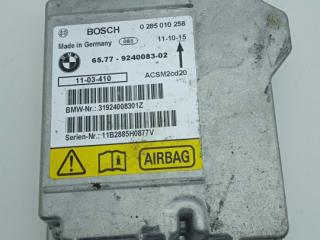 BOSCH 0 285 010 258
Made in Germany 11-10-15
65.77 - 9240083-02
11-03-410 ACSM2cd20
BMW-Nr.: 31924008301Z
Serien-Nr.: 11B2885H0877V
AIRBAG